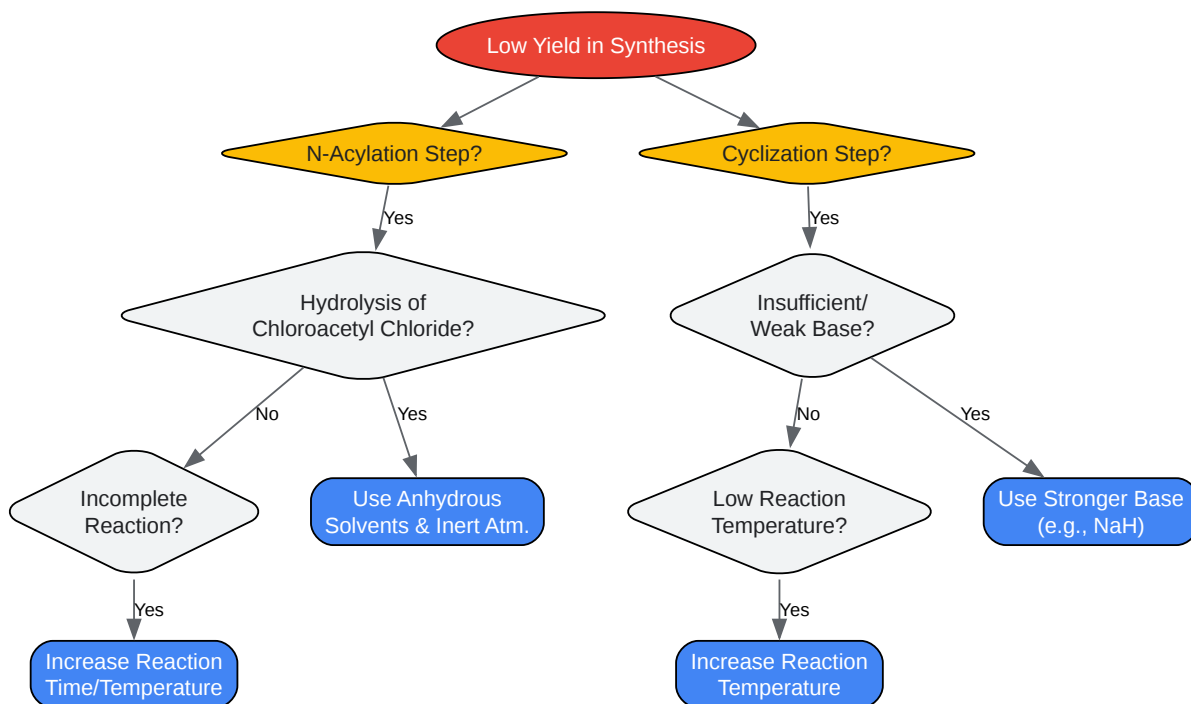 Low Yield in Synthesis
N-Acylation Step?
Cyclization Step?
Yes
Yes
Hydrolysis of
Chloroacetyl Chloride?
Insufficient/
Weak Base?
No
Yes
No
Yes
Incomplete
Reaction?
Use Anhydrous
Solvents & Inert Atm.
Low Reaction
Temperature?
Use Stronger Base
(e.g., NaH)
Yes
Yes
Increase Reaction
Time/Temperature
Increase Reaction
Temperature